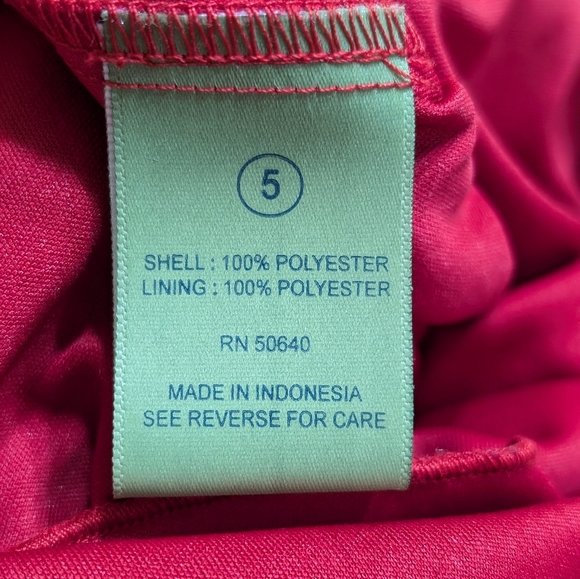 5
SHELL : 100% POLYESTER
LINING : 100% POLYESTER
RN 50640
MADE IN INDONESIA
SEE REVERSE FOR CARE